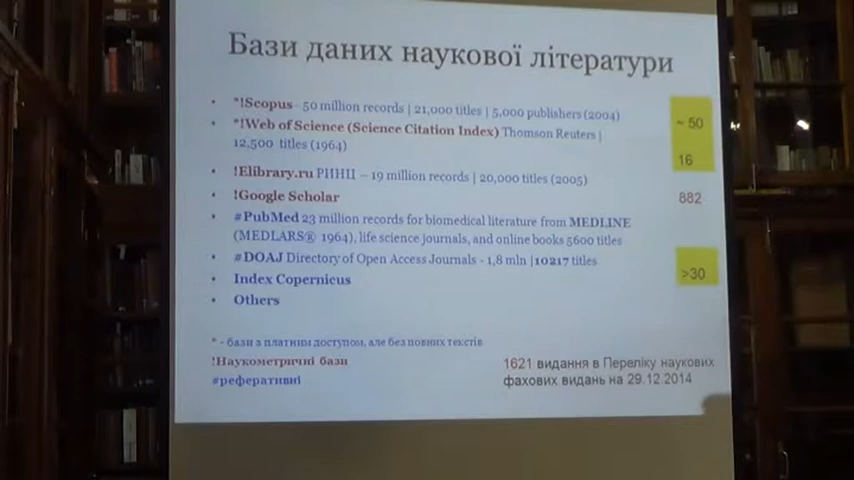 Бази даних наукової літератури
• *!Scopus - 50 million records | 21,000 titles | 5,000 publishers (2004)
~ 50
• *!Web of Science (Science Citation Index) Thomson Reuters |
12,500 titles (1964)
16
• !Elibrary.ru РИНЦ – 19 million records | 20,000 titles (2005)
• !Google Scholar
882
• #PubMed 23 million records for biomedical literature from MEDLINE
(MEDLARS® 1964), life science journals, and online books 5600 titles
• #DOAJ Directory of Open Access Journals - 1,8 mln |10217 titles
>30
• Index Copernicus
• Others
* - бази з платним доступом, але без повних текстів
!Наукометричні бази
#реферативні
1621 видання в Переліку наукових
фахових видань на 29.12.2014